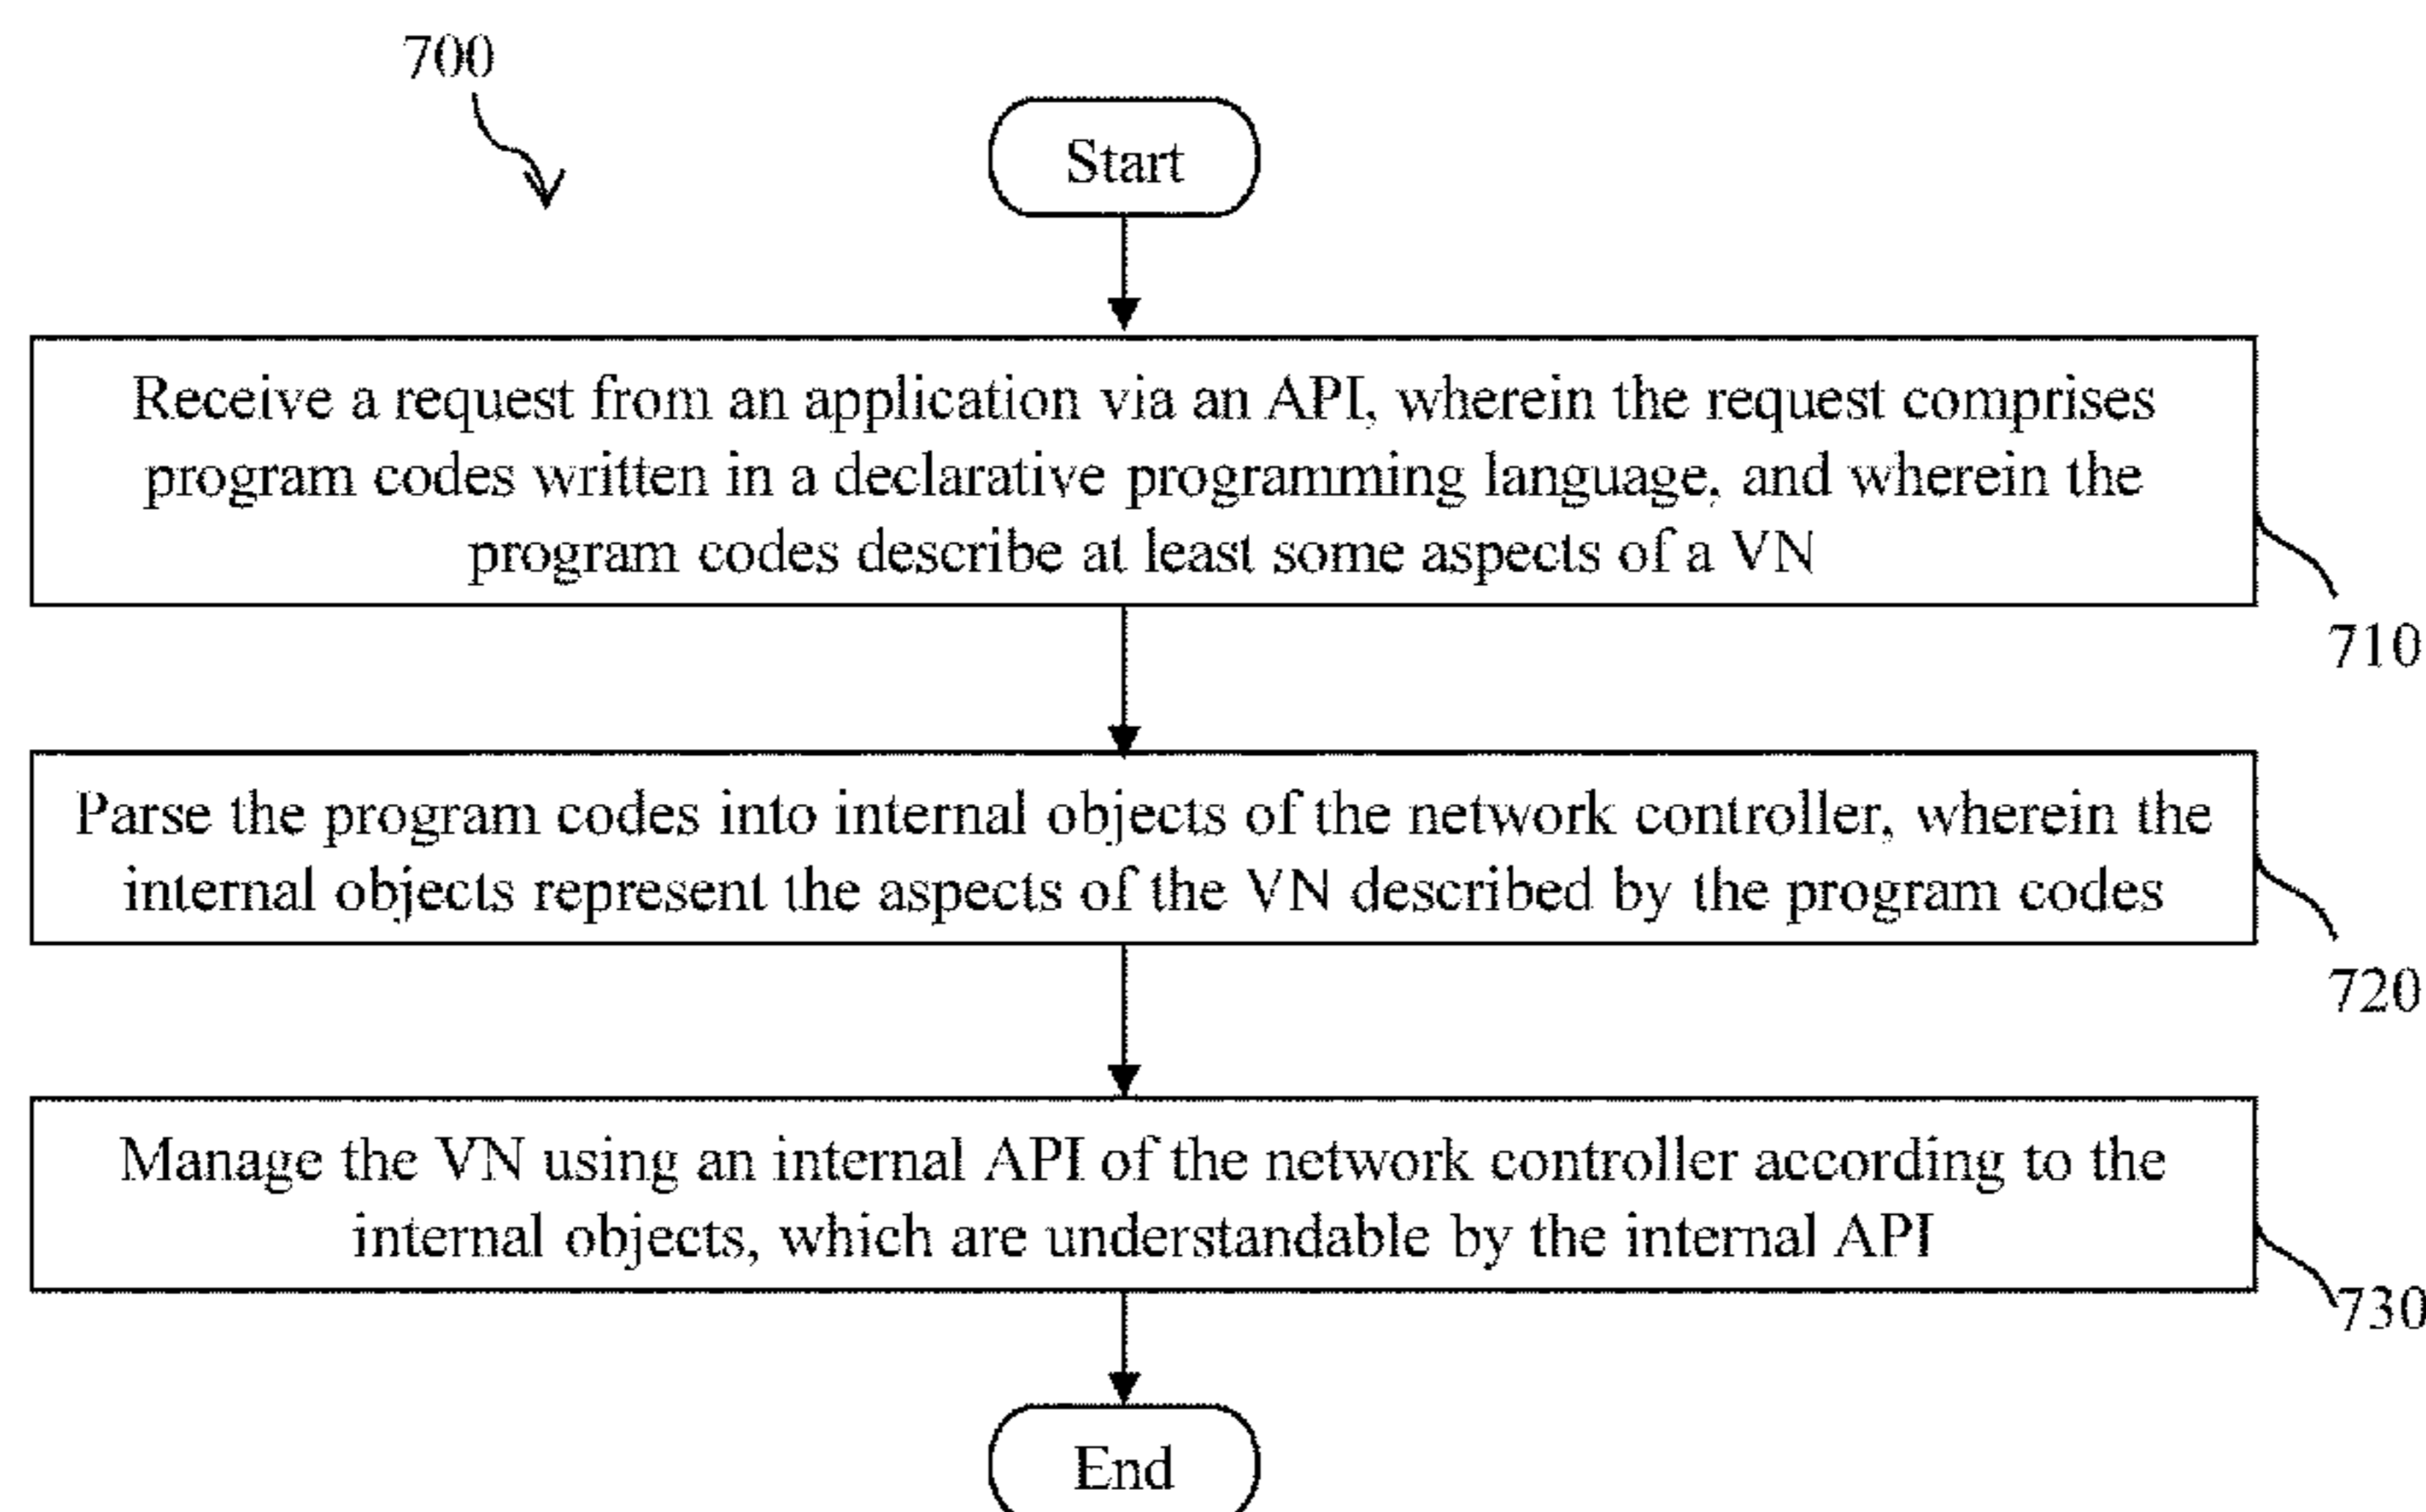 700
Start
Receive a request from an application via an API, wherein the request comprises
program codes written in a declarative programming language, and wherein the
program codes describe at least some aspects of a VN
710
Parse the program codes into internal objects of the network controller, wherein the
internal objects represent the aspects of the VN described by the program codes
720
Manage the VN using an internal API of the network controller according to the
internal objects, which are understandable by the internal API
730
End